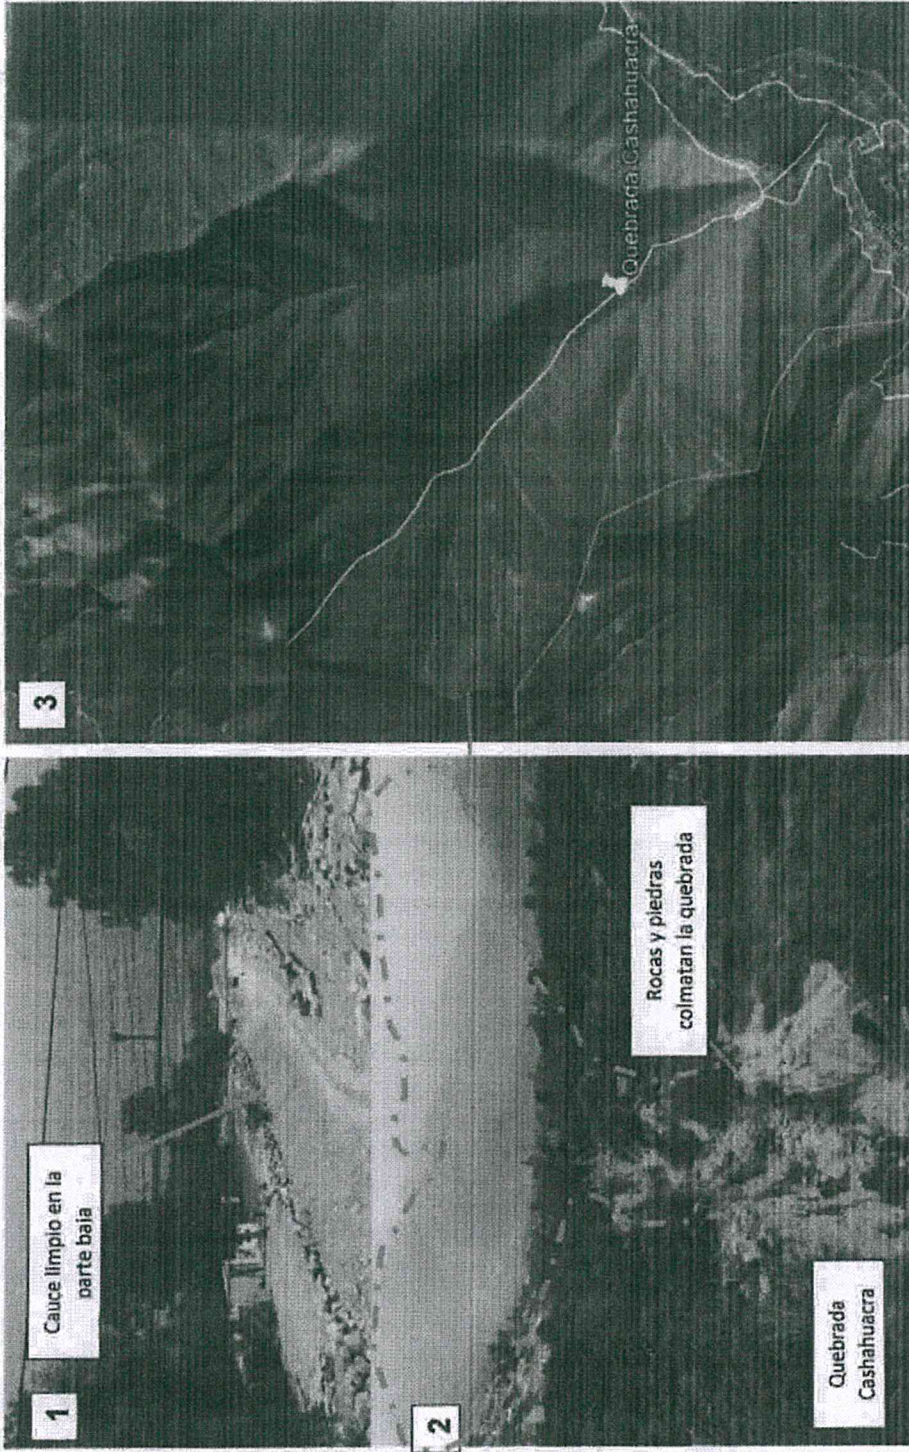 1
Cauce limpio en la
parte baja
2
Rocas y piedras
colmatan la quebrada
Quebrada
Cashahuacra
3
Quebrada Cashahuacra